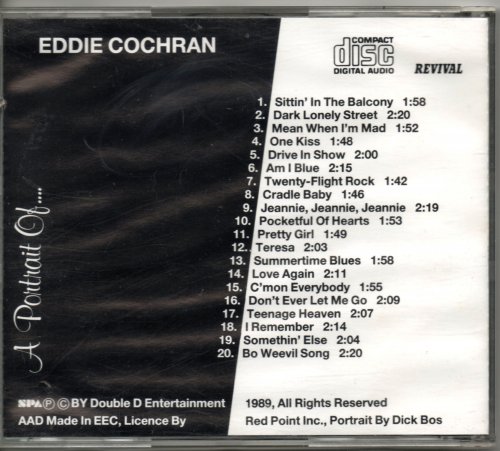 EDDIE COCHRAN
COMPACT
disc
DIGITAL AUDIO
REVIVAL
A Portrait Of....
1. Sittin' In The Balcony 1:58
2. Dark Lonely Street 2:20
3. Mean When I'm Mad 1:52
4. One Kiss 1:48
5. Drive In Show 2:00
6. Am I Blue 2:15
7. Twenty-Flight Rock 1:42
8. Cradle Baby 1:46
9. Jeannie, Jeannie, Jeannie 2:19
10. Pocketful Of Hearts 1:53
11. Pretty Girl 1:49
12. Teresa 2:03
13. Summertime Blues 1:58
14. Love Again 2:11
15. C'mon Everybody 1:55
16. Don't Ever Let Me Go 2:09
17. Teenage Heaven 2:07
18. I Remember 2:14
19. Somethin' Else 2:04
20. Bo Weevil Song 2:20
SPA Ⓟ © BY Double D Entertainment 1989, All Rights Reserved
AAD Made In EEC, Licence By Red Point Inc., Portrait By Dick Bos